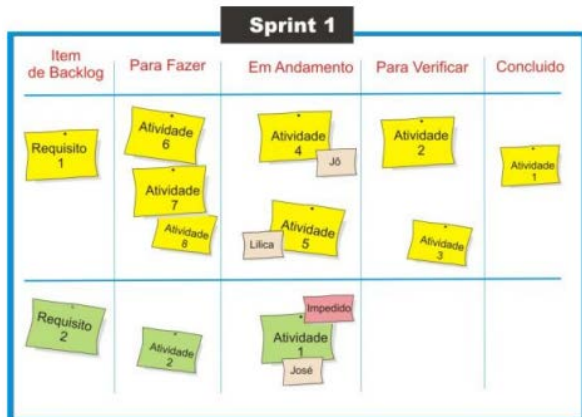 Sprint 1
Item
de Backlog
Para Fazer
Em Andamento
Para Verificar
Concluido
Requisito
1
Atividade
6
Atividade
7
Atividade
8
Atividade
4
Jô
Lilica
Atividade
5
Atividade
2
Atividade
3
Atividade
1
Requisito
2
Atividade
2
Impedido
Atividade
1
José